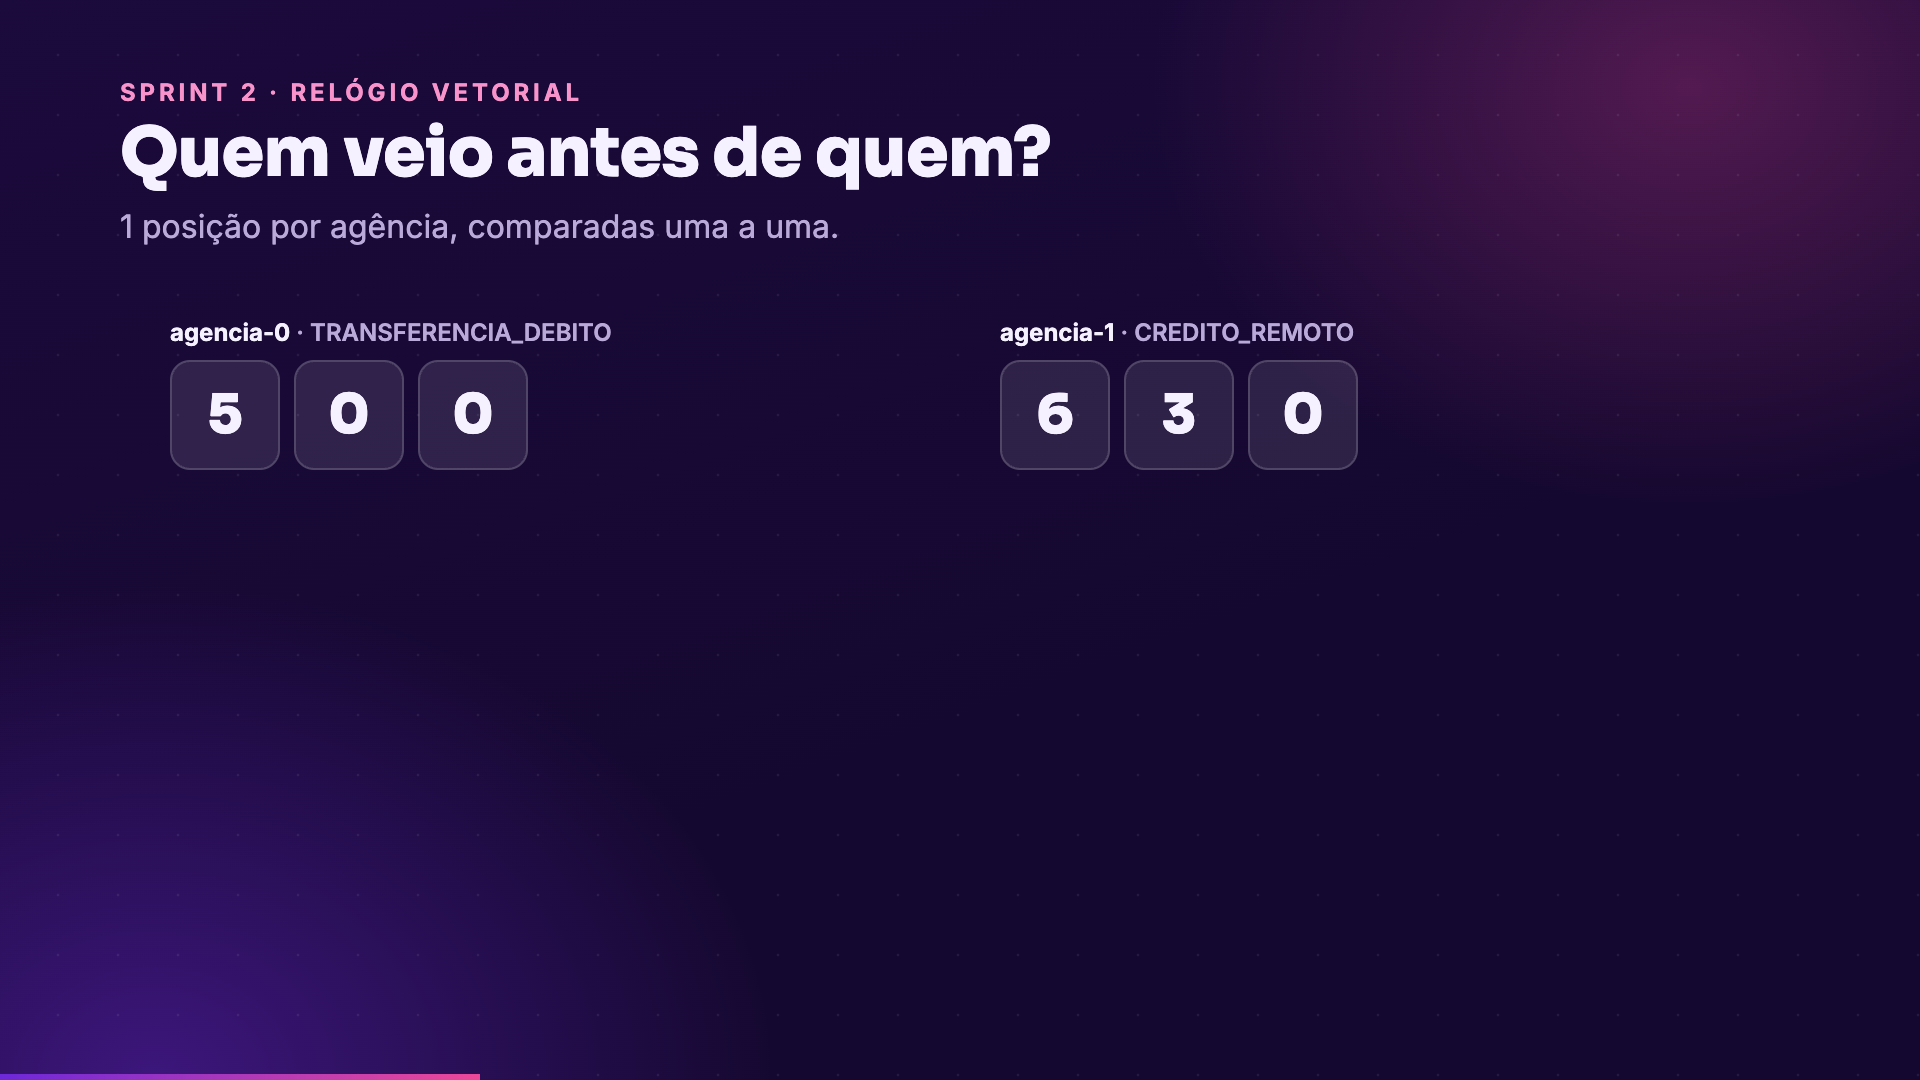 SPRINT 2 · RELÓGIO VETORIAL
Quem veio antes de quem?
1 posição por agência, comparadas uma a uma.
agencia-0 · TRANSFERENCIA_DEBITO
5 0 0
agencia-1 · CREDITO_REMOTO
6 3 0